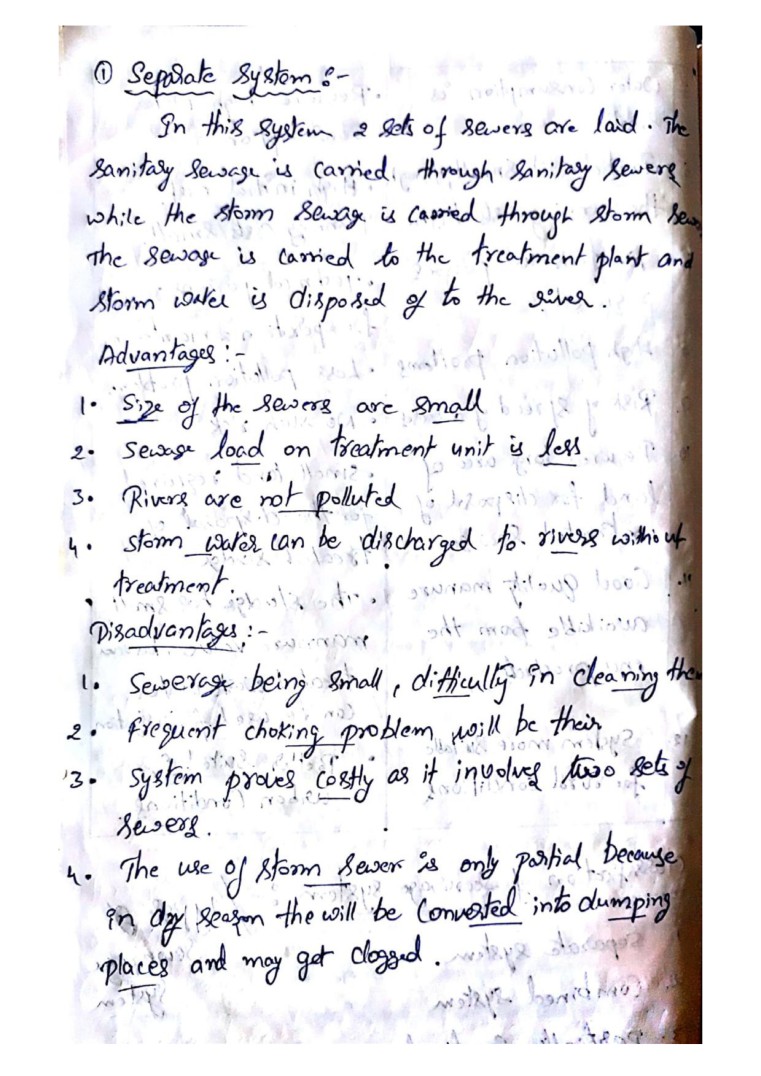 ① Separate System :-
In this system 2 sets of sewers are laid. The
sanitary sewage is carried through sanitary sewers
while the storm sewage is carried through storm
The sewage is carried to the treatment plant and
storm water is disposed of to the river.
Advantages :-
1. Size of the sewers are small
2. sewage load on treatment unit is less
3. Rivers are not polluted
4. storm water can be discharged to rivers without
treatment.
Disadvantages :-
1. Sewerage being small, difficulty in cleaning
2. frequent choking problem will be their
3. system proves costly as it involves two sets of
sewers.
4. The use of storm sewer is only partial because
in dry season the will be converted into dumping
places and may get clogged.